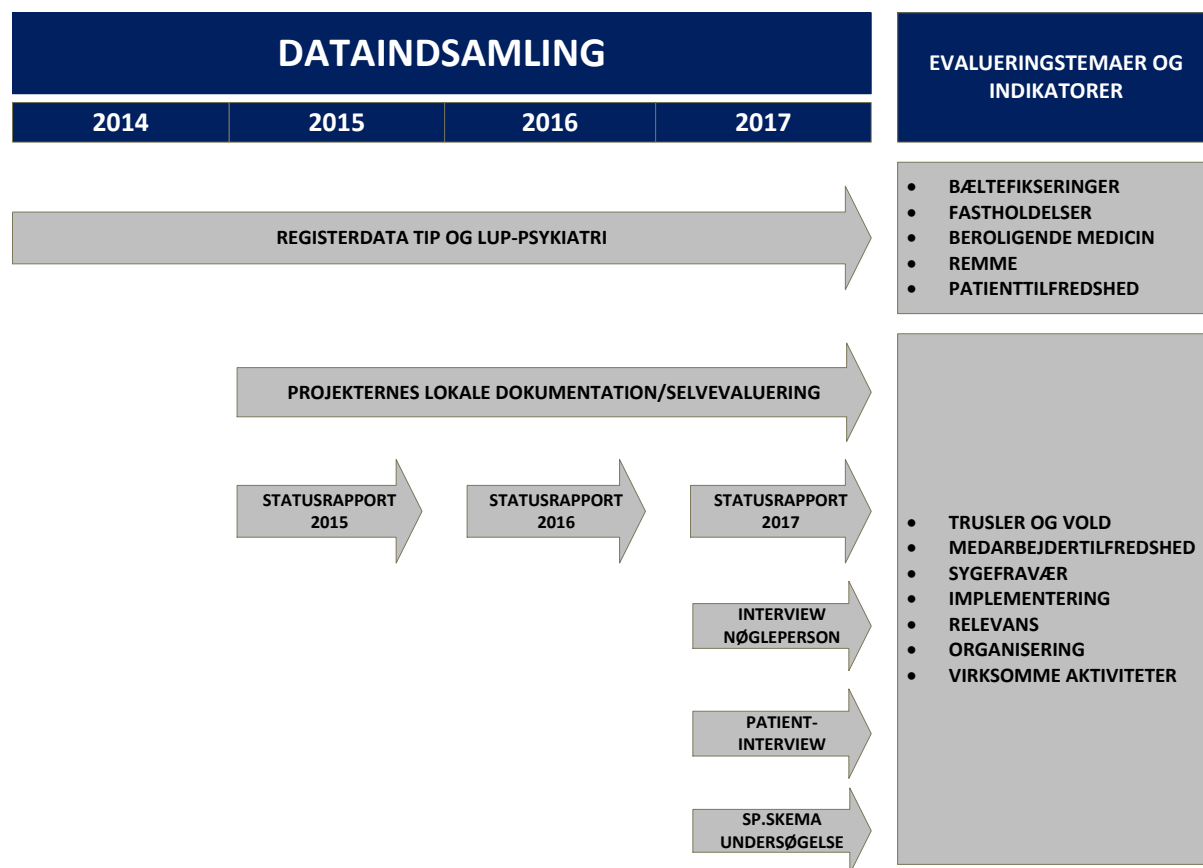 DATAINDSAMLING
EVALUERINGSTEMAER OG
INDIKATORER
2014 2015 2016 2017
REGISTERDATA TIP OG LUP-PSYKIATRI
• BÆLTEFIKSERINGER
• FASTHOLDELSER
• BEROLIGENDE MEDICIN
• REMME
• PATIENTTILFREDSHED
PROJEKTERNES LOKALE DOKUMENTATION/SELVEVALUERING
STATUSRAPPORT
2015
STATUSRAPPORT
2016
STATUSRAPPORT
2017
INTERVIEW
NØGLEPERSON
PATIENT-
INTERVIEW
SP.SKEMA
UNDERSØGELSE
• TRUSLER OG VOLD
• MEDARBEJDERTILFREDSHED
• SYGEFRAVÆR
• IMPLEMENTERING
• RELEVANS
• ORGANISERING
• VIRKSOMME AKTIVITETER